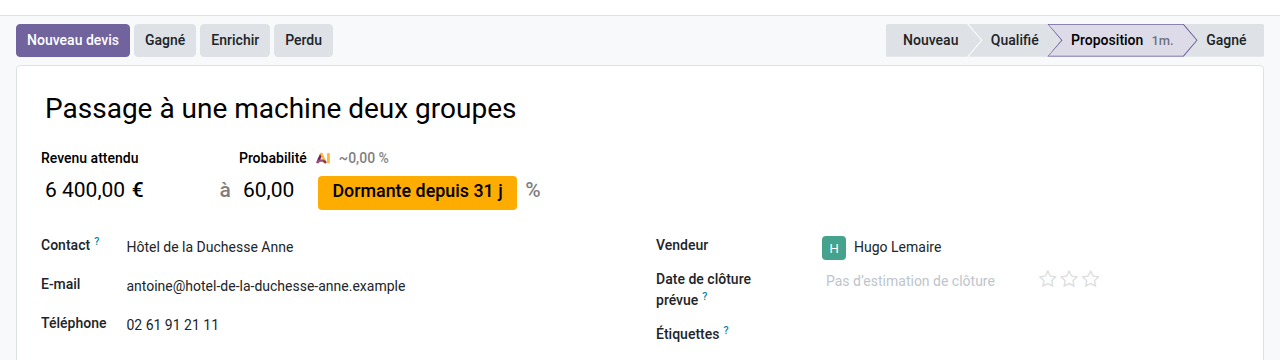 Nouveau devis Gagné Enrichir Perdu Nouveau Qualifié Proposition 1m. Gagné
Passage à une machine deux groupes
Revenu attendu Probabilité AI ~0,00 %
6 400,00 € à 60,00 Dormante depuis 31 j %
Contact ? Hôtel de la Duchesse Anne
E-mail antoine@hotel-de-la-duchesse-anne.example
Téléphone 02 61 91 21 11
Vendeur H Hugo Lemaire
Date de clôture prévue ? Pas d'estimation de clôture
Étiquettes ?